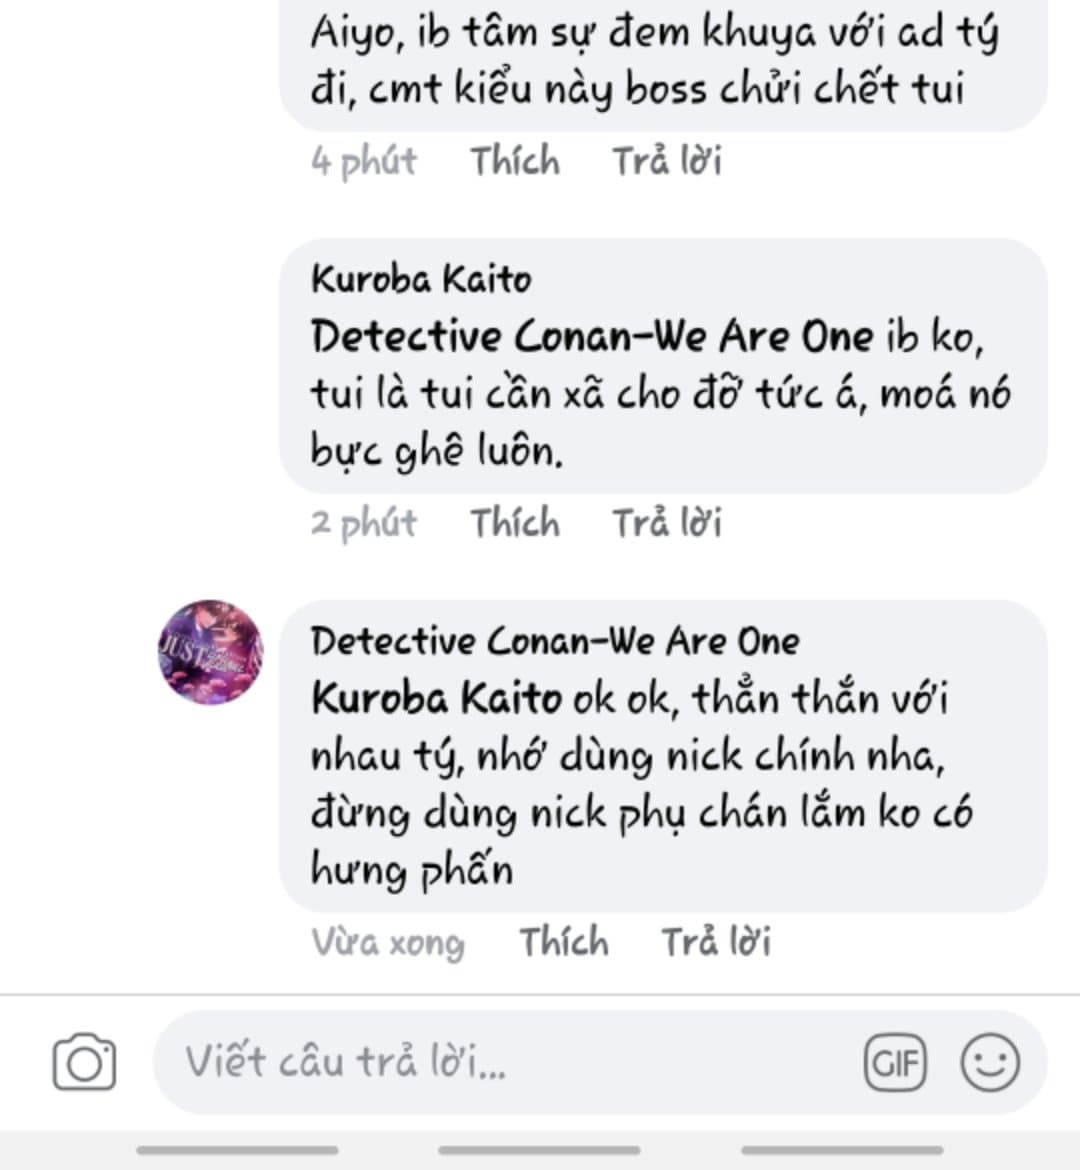 Aiyo, ib tâm sự đem khuya với ad tý
đi, cmt kiểu này boss chửi chết tui
4 phút Thích Trả lời
Kuroba Kaito
Detective Conan-We Are One ib ko,
tui là tui cần xã cho đỡ tức á, moá nó
bực ghê luôn.
2 phút Thích Trả lời
JUST
Detective Conan-We Are One
Kuroba Kaito ok ok, thẳn thắn với
nhau tý, nhớ dùng nick chính nha,
đừng dùng nick phụ chán lắm ko có
hưng phấn
Vừa xong Thích Trả lời
Viết câu trả lời...
GIF